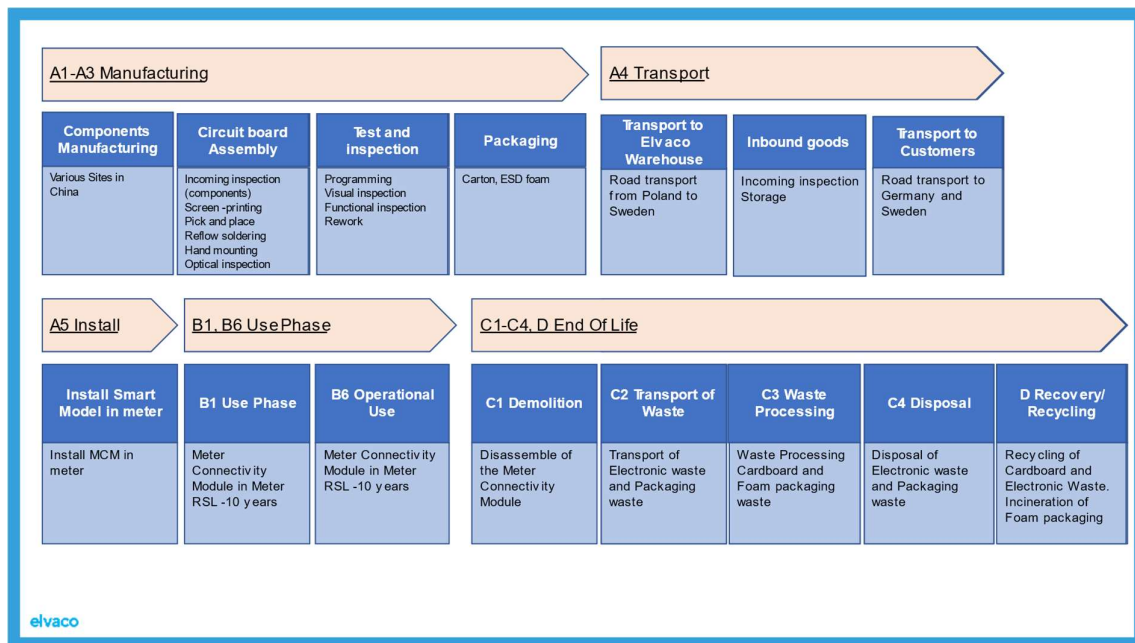 A1-A3 Manufacturing
A4 Transport
Components
Manufacturing
Various Sites in
China
Circuit board
Assembly
Incoming inspection
(components)
Screen -printing
Pick and place
Reflow soldering
Hand mounting
Optical inspection
Test and
inspection
Programming
Visual inspection
Functional inspection
Rework
Packaging
Carton, ESD foam
Transport to
Elvaco
Warehouse
Road transport
from Poland to
Sweden
Inbound goods
Incoming inspection
Storage
Transport to
Customers
Road transport to
Germany and
Sweden
A5 Install
B1, B6 Use Phase
C1-C4, D End Of Life
Install Smart
Model in meter
Install MCM in
meter
B1 Use Phase
Meter
Connectivity
Module in Meter
RSL -10 years
B6 Operational
Use
Meter Connectivity
Module in Meter
RSL -10 years
C1 Demolition
Disassemble of
the Meter
Connectivity
Module
C2 Transport of
Waste
Transport of
Electronic waste
and Packaging
waste
C3 Waste
Processing
Waste Processing
Cardboard and
Foam packaging
waste
C4 Disposal
Disposal of
Electronic waste
and Packaging
waste
D Recovery/
Recycling
Recycling of
Cardboard and
Electronic Waste.
Incineration of
Foam packaging
elvaco